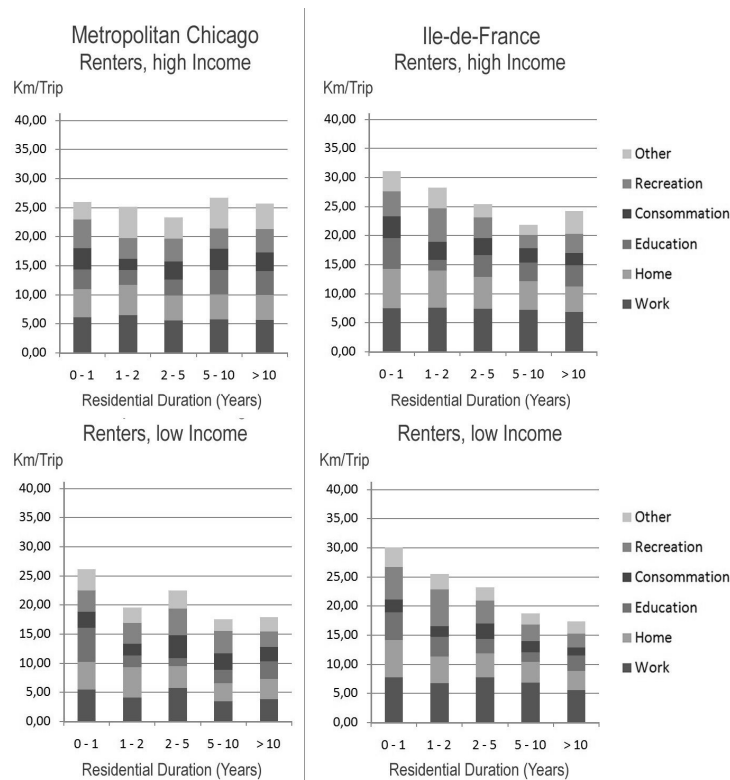 Metropolitan Chicago
Renters, high Income
Km/Trip
40,00
35,00
30,00
25,00
20,00
15,00
10,00
5,00
0,00
0 - 1
1 - 2
2 - 5
5 - 10
> 10
Residential Duration (Years)
Ile-de-France
Renters, high Income
Km/Trip
40,00
35,00
30,00
25,00
20,00
15,00
10,00
5,00
0,00
0 - 1
1 - 2
2 - 5
5 - 10
> 10
Residential Duration (Years)
Other
Recreation
Consommation
Education
Home
Work
Renters, low Income
Km/Trip
40,00
35,00
30,00
25,00
20,00
15,00
10,00
5,00
0,00
0 - 1
1 - 2
2 - 5
5 - 10
> 10
Residential Duration (Years)
Renters, low Income
Km/Trip
40,00
35,00
30,00
25,00
20,00
15,00
10,00
5,00
0,00
0 - 1
1 - 2
2 - 5
5 - 10
> 10
Residential Duration (Years)
Other
Recreation
Consommation
Education
Home
Work